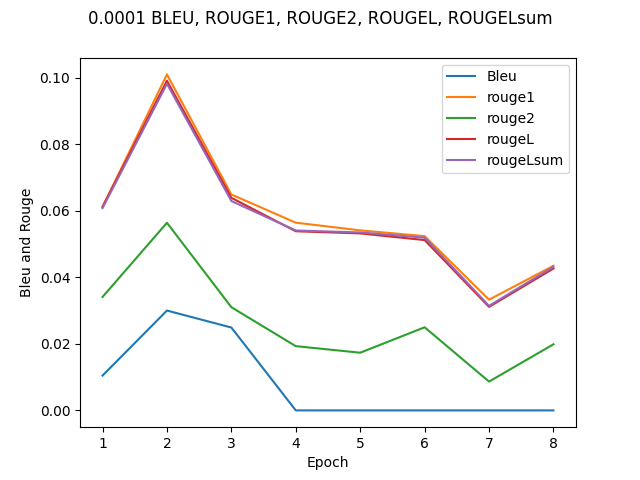 0.0001 BLEU, ROUGE1, ROUGE2, ROUGEL, ROUGELsum
Bleu
rouge1
rouge2
rougeL
rougeLsum
Bleu and Rouge
0.10
0.08
0.06
0.04
0.02
0.00
1 2 3 4 5 6 7 8
Epoch